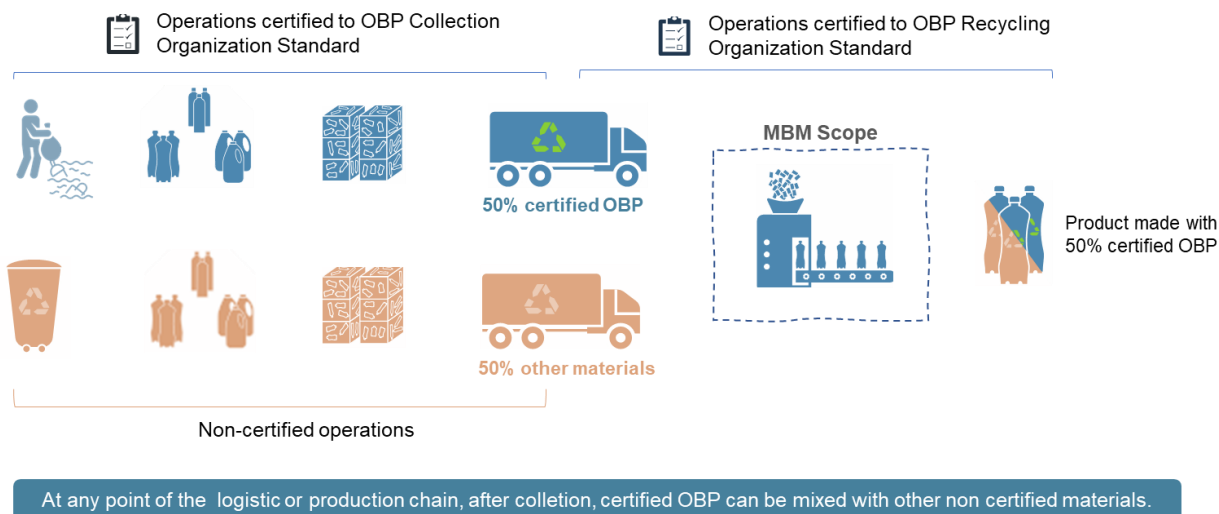 Operations certified to OBP Collection
Organization Standard
Operations certified to OBP Recycling
Organization Standard
MBM Scope
50% certified OBP
Product made with
50% certified OBP
50% other materials
Non-certified operations
At any point of the logistic or production chain, after colletion, certified OBP can be mixed with other non certified materials.